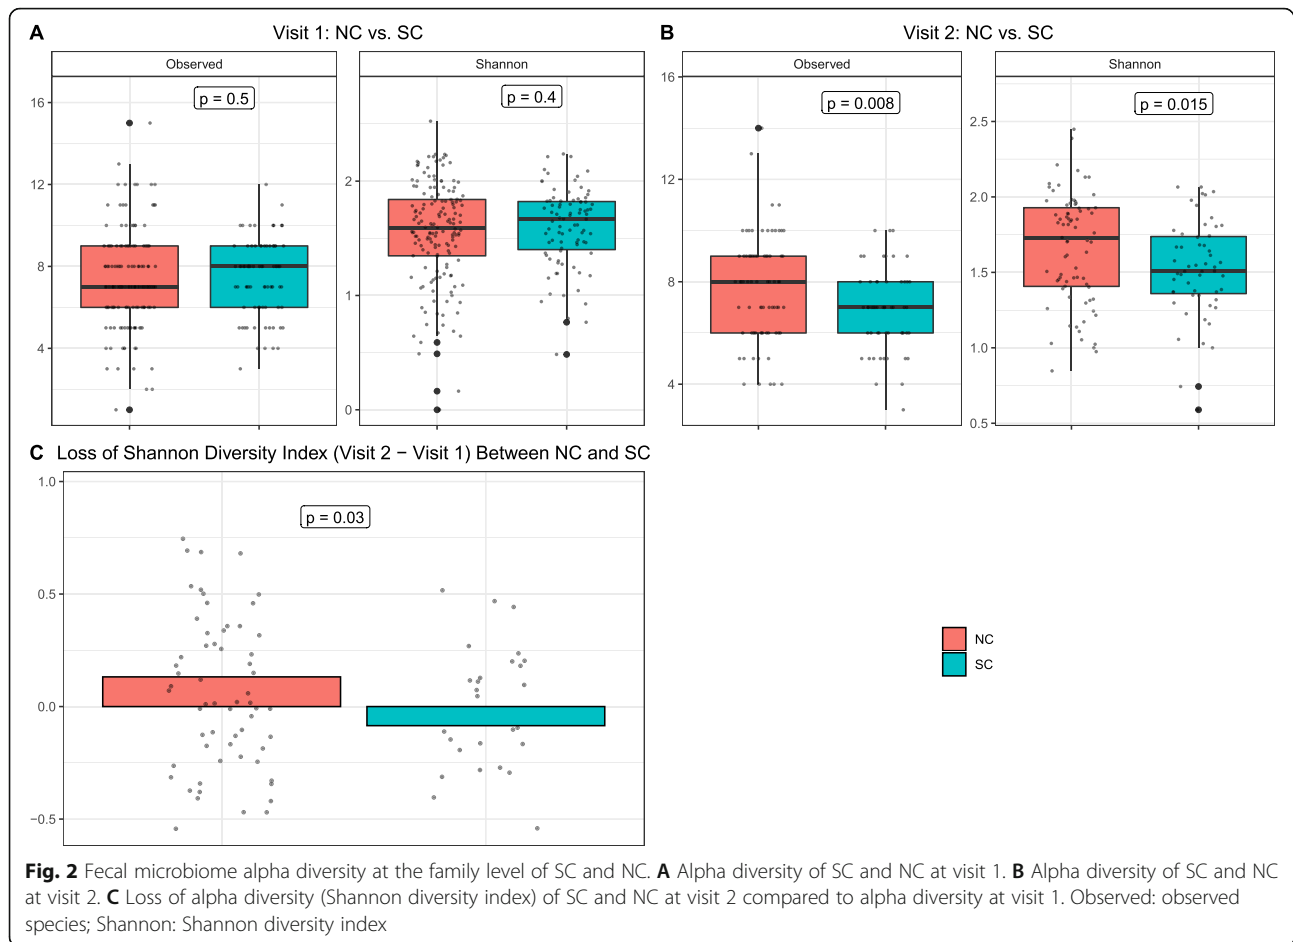 A
Visit 1: NC vs. SC
Observed
Shannon
p = 0.5
p = 0.4
16
12
8
4
2
1
0
B
Visit 2: NC vs. SC
Observed
Shannon
p = 0.008
p = 0.015
16
12
8
4
2.5
2.0
1.5
1.0
0.5
C Loss of Shannon Diversity Index (Visit 2 − Visit 1) Between NC and SC
p = 0.03
1.0
0.5
0.0
−0.5
NC
SC
Fig. 2 Fecal microbiome alpha diversity at the family level of SC and NC. A Alpha diversity of SC and NC at visit 1. B Alpha diversity of SC and NC
at visit 2. C Loss of alpha diversity (Shannon diversity index) of SC and NC at visit 2 compared to alpha diversity at visit 1. Observed: observed
species; Shannon: Shannon diversity index